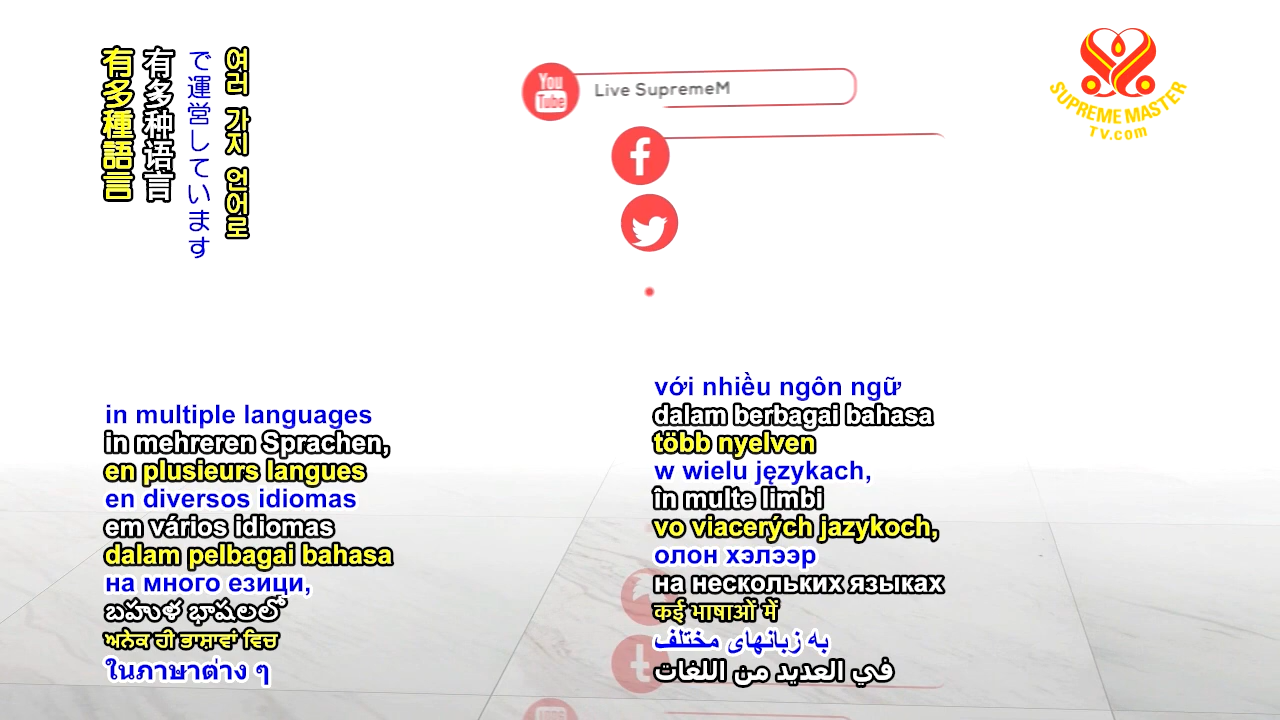 有多種語言
有多种语言
で運営しています
여러 가지 언어로
You
Tube
Live SupremeM
SUPREME MASTER
TV.com
in multiple languages
in mehreren Sprachen,
en plusieurs langues
en diversos idiomas
em vários idiomas
dalam pelbagai bahasa
на много езици,
బహుళ భాషలలో
ਅਨੇਕ ਹੀ ਭਾਸ਼ਾਵਾਂ ਵਿਚ
ในภาษาต่าง ๆ
với nhiều ngôn ngữ
dalam berbagai bahasa
több nyelven
w wielu językach,
în multe limbi
vo viacerých jazykoch,
олон хэлээр
на нескольких языках
कई भाषाओं में
به زبانهای مختلف
في العديد من اللغات